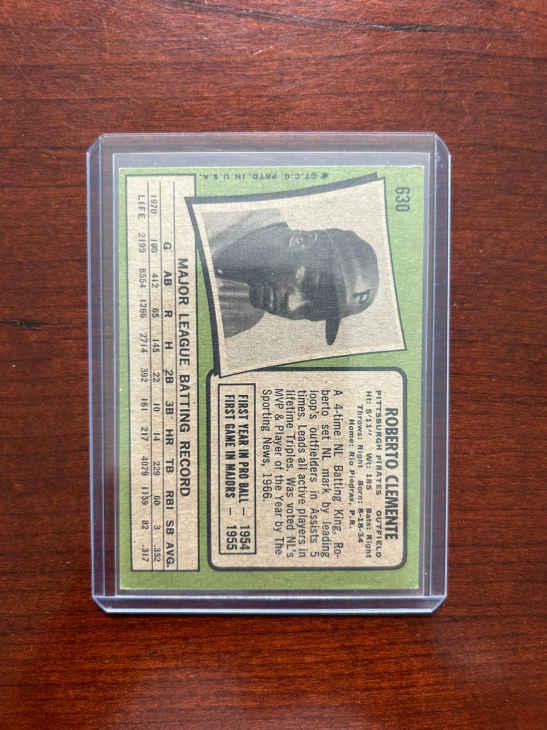 630
ROBERTO CLEMENTE
PITTSBURGH PIRATES OUTFIELD
Ht: 5'11" Wt: 185 Bats: Right
Throws: Right Born: 8-18-34
Home: Rio Piedras, P.R.
A 4-time NL Batting King, Ro-
berto set NL mark by leading
loop's outfielders in Assists 5
times. Leads all active players in
lifetime Triples. Was voted NL's
MVP & Player of the Year by The
Sporting News, 1966.
FIRST YEAR IN PRO BALL — 1954
FIRST GAME IN MAJORS — 1955
P
MAJOR LEAGUE BATTING RECORD
G AB R H 2B 3B HR TB RBI SB AVG.
1970 412 65 145 22 10 14 229 60 3 .352
LIFE 2195 8554 1286 2714 392 161 217 4079 1159 82 .317
©T.C.G. PRTD. IN U.S.A.